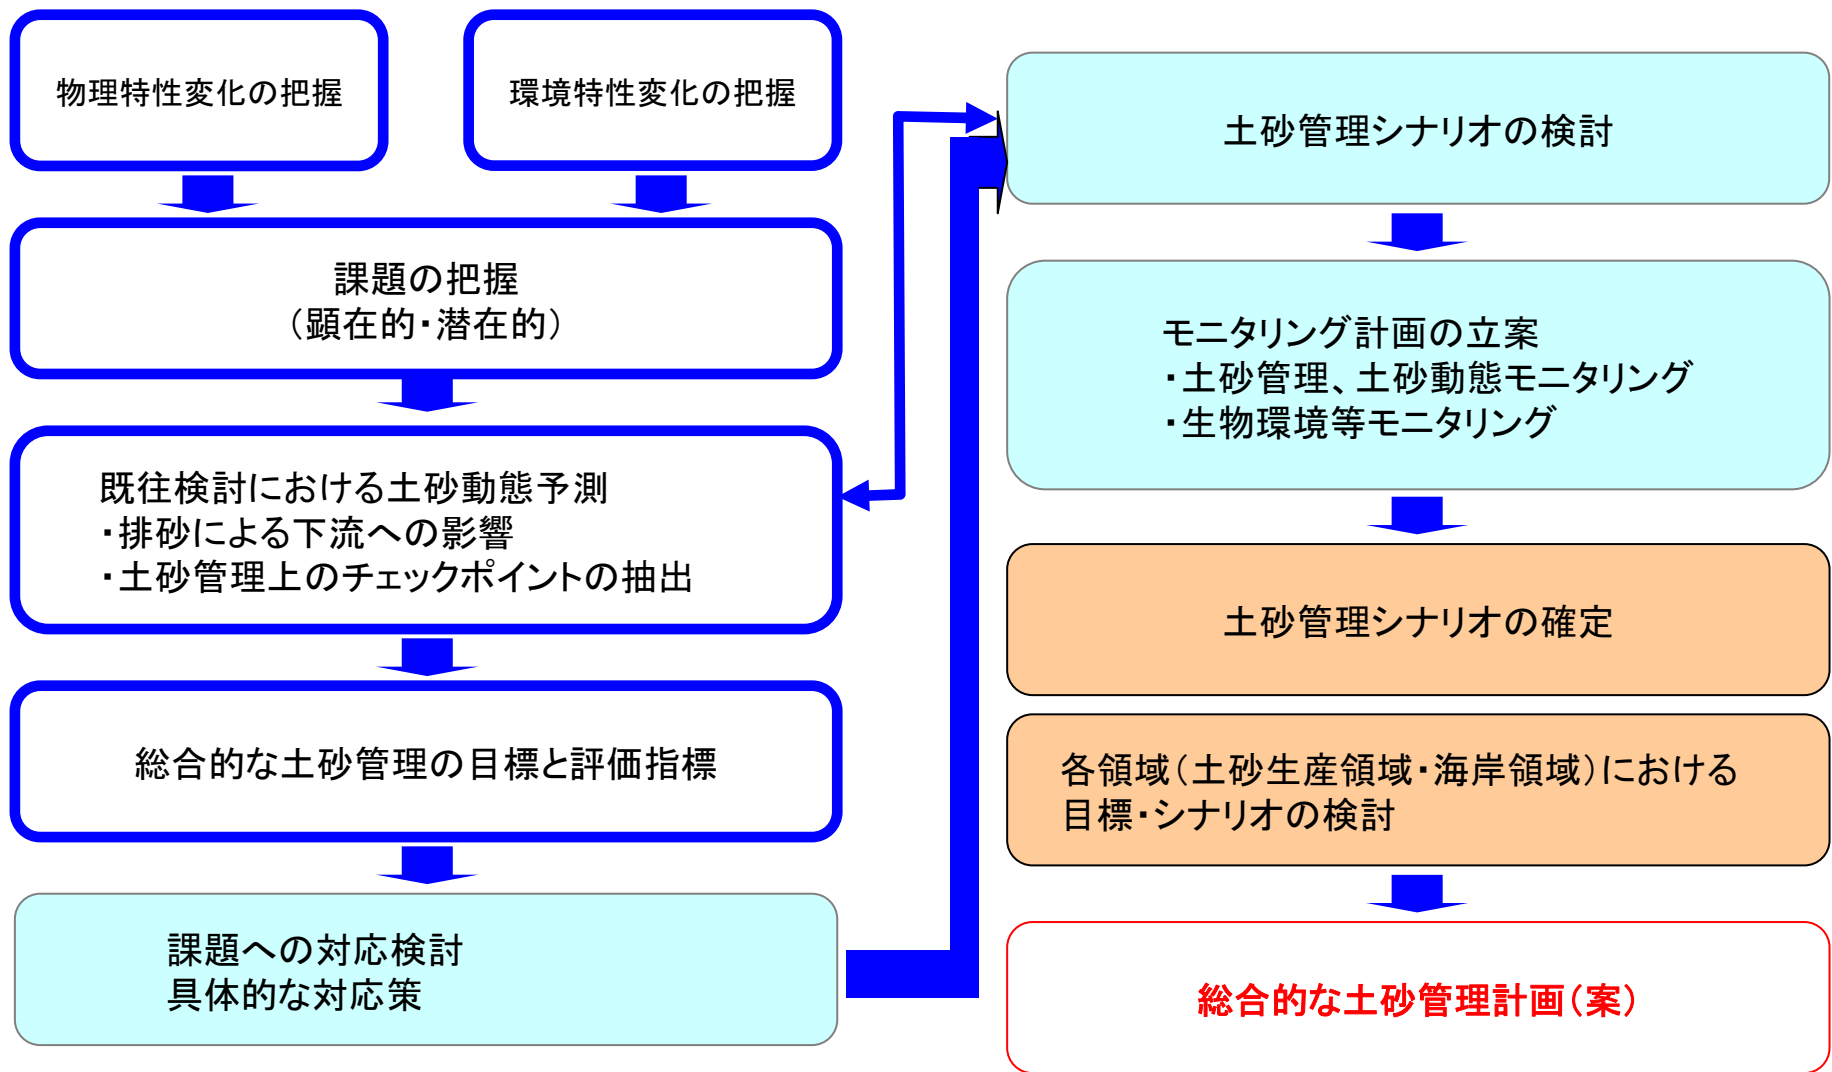 物理特性変化の把握
環境特性変化の把握
課題の把握
（顕在的・潜在的）
既往検討における土砂動態予測
・排砂による下流への影響
・土砂管理上のチェックポイントの抽出
総合的な土砂管理の目標と評価指標
課題への対応検討
具体的な対応策
土砂管理シナリオの検討
モニタリング計画の立案
・土砂管理、土砂動態モニタリング
・生物環境等モニタリング
土砂管理シナリオの確定
各領域（土砂生産領域・海岸領域）における
目標・シナリオの検討
総合的な土砂管理計画（案）